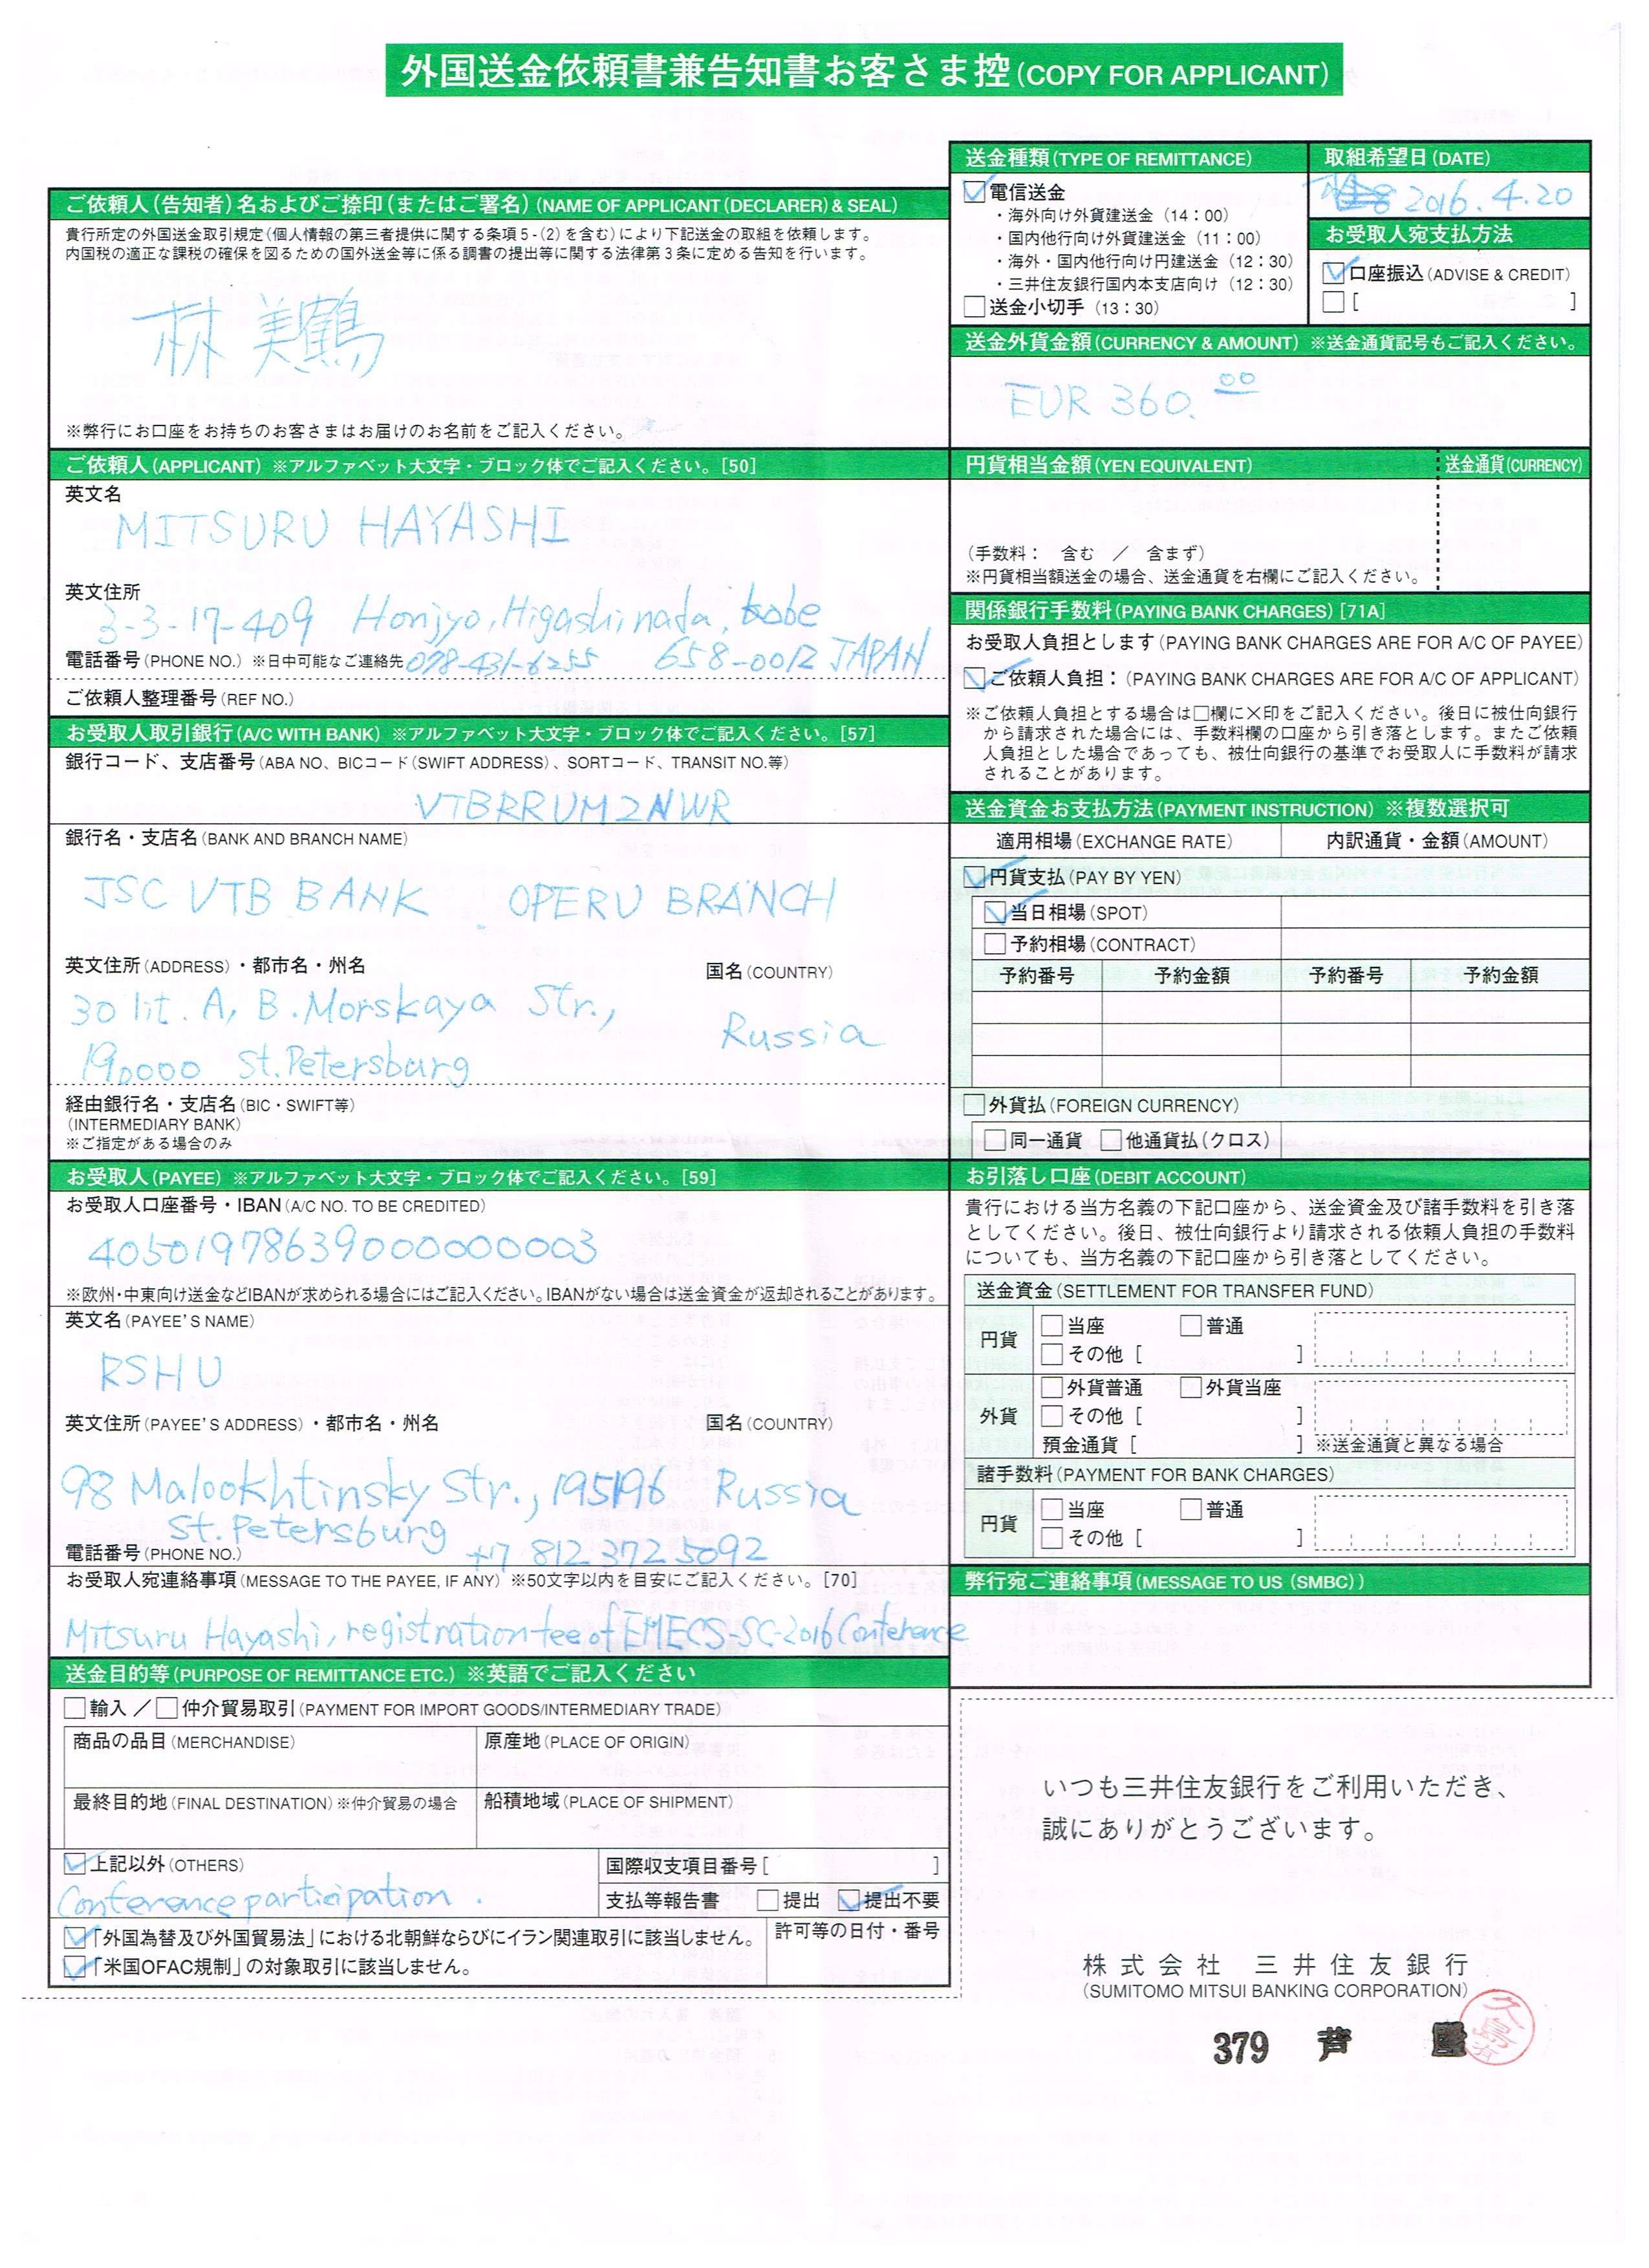 外国送金依頼書兼告知書お客さま控(COPY FOR APPLICANT)
ご依頼人(告知者)名およびご捺印(またはご署名)(NAME OF APPLICANT(DECLARER)& SEAL)
貴行所定の外国送金取引規定(個人情報の第三者提供に関する条項5-(2)を含む)により下記送金の取組を依頼します。
内国税の適正な課税の確保を図るための国外送金等に係る調書の提出等に関する法律第3条に定める告知を行います。
林 美鶴
※弊行にお口座をお持ちのお客さまはお届けのお名前をご記入ください。
送金種類(TYPE OF REMITTANCE)
電信送金
・海外向け外貨建送金(14:00)
・国内他行向け外貨建送金(11:00)
・海外・国内他行向け円建送金(12:30)
・三井住友銀行国内本支店向け(12:30)
送金小切手(13:30)
取組希望日(DATE)
2016.4.20
お受取人宛支払方法
口座振込(ADVISE & CREDIT)
[ ]
送金外貨金額(CURRENCY & AMOUNT) ※送金通貨記号もご記入ください。
EUR 360.00
ご依頼人(APPLICANT) ※アルファベット大文字・ブロック体でご記入ください。[50]
英文名
MITSURU HAYASHI
英文住所
3-3-17-409 Honjyo, Higashinada, kobe
電話番号(PHONE NO.) ※日中可能なご連絡先 078-431-6255 658-0012 JAPAN
ご依頼人整理番号(REF NO.)
円貨相当金額(YEN EQUIVALENT) 送金通貨(CURRENCY)
(手数料: 含む / 含まず)
※円貨相当額送金の場合、送金通貨を右欄にご記入ください。
関係銀行手数料(PAYING BANK CHARGES)[71A]
お受取人負担とします(PAYING BANK CHARGES ARE FOR A/C OF PAYEE)
ご依頼人負担:(PAYING BANK CHARGES ARE FOR A/C OF APPLICANT)
※ご依頼人負担とする場合は□欄に×印をご記入ください。後日に被仕向銀行
から請求された場合には、手数料欄の口座から引き落とします。またご依頼
人負担とした場合であっても、被仕向銀行の基準でお受取人に手数料が請求
されることがあります。
お受取人取引銀行(A/C WITH BANK) ※アルファベット大文字・ブロック体でご記入ください。[57]
銀行コード、支店番号(ABA NO、BICコード(SWIFT ADDRESS)、SORTコード、TRANSIT NO.等)
VTBRRUM2NWR
銀行名・支店名(BANK AND BRANCH NAME)
JSC VTB BANK OPERU BRANCH
英文住所(ADDRESS)・都市名・州名 国名(COUNTRY)
30 lit. A, B.Morskaya Str.,
Russia
190000 St.Petersburg
経由銀行名・支店名(BIC・SWIFT等)
(INTERMEDIARY BANK)
※ご指定がある場合のみ
送金資金お支払方法(PAYMENT INSTRUCTION) ※複数選択可
適用相場(EXCHANGE RATE) 内訳通貨・金額(AMOUNT)
円貨支払(PAY BY YEN)
当日相場(SPOT)
予約相場(CONTRACT)
予約番号 予約金額 予約番号 予約金額
外貨払(FOREIGN CURRENCY)
同一通貨 他通貨払(クロス)
お受取人(PAYEE) ※アルファベット大文字・ブロック体でご記入ください。[59]
お受取人口座番号・IBAN(A/C NO. TO BE CREDITED)
40501978639000000003
※欧州・中東向け送金などIBANが求められる場合にはご記入ください。IBANがない場合は送金資金が返却されることがあります。
英文名(PAYEE'S NAME)
RSHU
英文住所(PAYEE'S ADDRESS)・都市名・州名 国名(COUNTRY)
98 Malookhtinsky Str., 195196 Russia
St.Petersburg
電話番号(PHONE NO.) +7 812 372 5092
お受取人宛連絡事項(MESSAGE TO THE PAYEE, IF ANY) ※50文字以内を目安にご記入ください。[70]
Mitsuru Hayashi, registration fee of EMECS-SC-2016 Conference
お引落し口座(DEBIT ACCOUNT)
貴行における当方名義の下記口座から、送金資金及び諸手数料を引き落
としてください。後日、被仕向銀行より請求される依頼人負担の手数料
についても、当方名義の下記口座から引き落としてください。
送金資金(SETTLEMENT FOR TRANSFER FUND)
円貨 当座 普通
その他 [ ]
外貨 外貨普通 外貨当座
その他 [ ]
預金通貨 [ ] ※送金通貨と異なる場合
諸手数料(PAYMENT FOR BANK CHARGES)
円貨 当座 普通
その他 [ ]
弊行宛ご連絡事項(MESSAGE TO US (SMBC))
送金目的等(PURPOSE OF REMITTANCE ETC.) ※英語でご記入ください
輸入 / 仲介貿易取引(PAYMENT FOR IMPORT GOODS/INTERMEDIARY TRADE)
商品の品目(MERCHANDISE) 原産地(PLACE OF ORIGIN)
最終目的地(FINAL DESTINATION)※仲介貿易の場合 船積地域(PLACE OF SHIPMENT)
上記以外(OTHERS)
Conference participation.
国際収支項目番号[ ]
支払等報告書 提出 提出不要
「外国為替及び外国貿易法」における北朝鮮ならびにイラン関連取引に該当しません。
「米国OFAC規制」の対象取引に該当しません。
許可等の日付・番号
いつも三井住友銀行をご利用いただき、
誠にありがとうございます。
株式会社 三井住友銀行
(SUMITOMO MITSUI BANKING CORPORATION)
379 芦屋